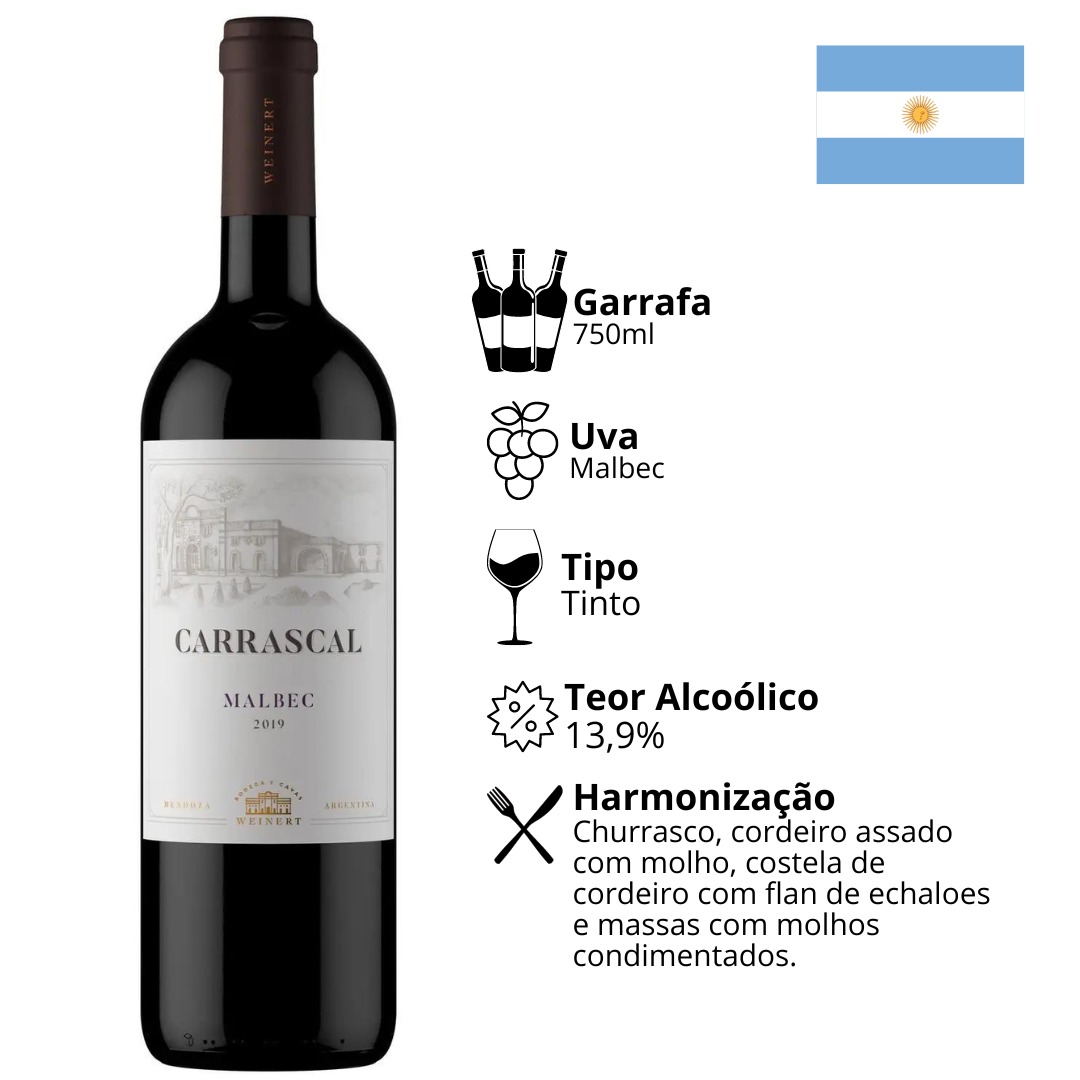 WEINERT
CARRASCAL
MALBEC
2019
BODEGA Y CAVAS
MENDOZA
WEINERT
ARGENTINA
Garrafa
750ml
Uva
Malbec
Tipo
Tinto
Teor Alcoólico
13,9%
Harmonização
Churrasco, cordeiro assado
com molho, costela de
cordeiro com flan de echaloes
e massas com molhos
condimentados.